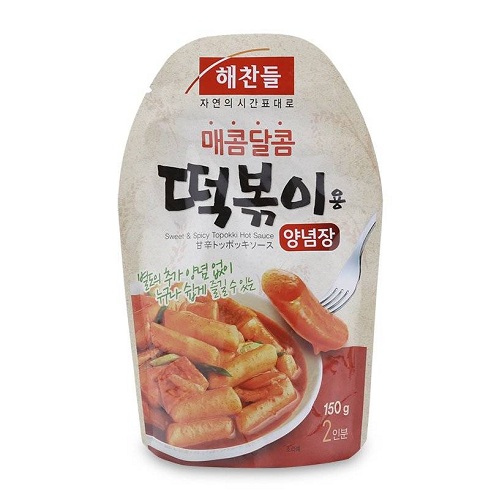 해찬들
자연의시간표대로
매콤달콤
떡볶이용
Sweet & Spicy Topokki Hot Sauce
甘辛トッポッキソース
양념장
별도의 추가 양념 없이
누구나 쉽게 즐길 수 있는
150g
2인분